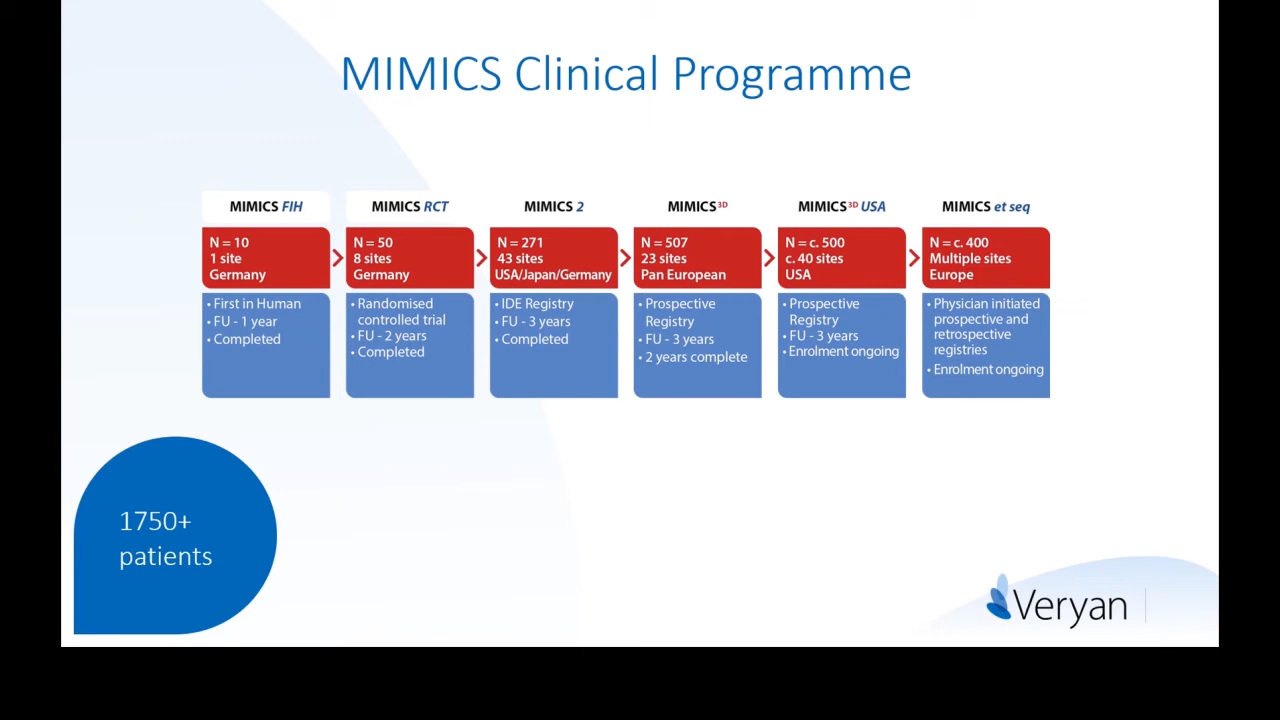 MIMICS Clinical Programme
MIMICS FIH
N = 10
1 site
Germany
• First in Human
• FU - 1 year
• Completed
MIMICS RCT
N = 50
8 sites
Germany
• Randomised
controlled trial
• FU - 2 years
• Completed
MIMICS 2
N = 271
43 sites
USA/Japan/Germany
• IDE Registry
• FU - 3 years
• Completed
MIMICS3D
N = 507
23 sites
Pan European
• Prospective
Registry
• FU - 3 years
• 2 years complete
MIMICS3D USA
N = c. 500
c. 40 sites
USA
• Prospective
Registry
• FU - 3 years
• Enrolment ongoing
MIMICS et seq
N = c. 400
Multiple sites
Europe
• Physician initiated
prospective and
retrospective
registries
• Enrolment ongoing
1750+
patients
Veryan